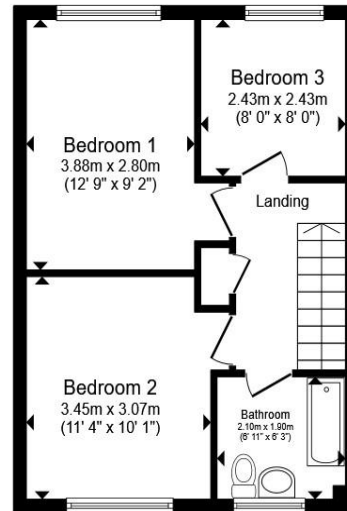 Bedroom 3
2.43m x 2.43m
(8' 0" x 8' 0")
Bedroom 1
3.88m x 2.80m
(12' 9" x 9' 2")
Landing
Bedroom 2
3.45m x 3.07m
(11' 4" x 10' 1")
Bathroom
2.10m x 1.90m
(6' 11" x 6' 3")